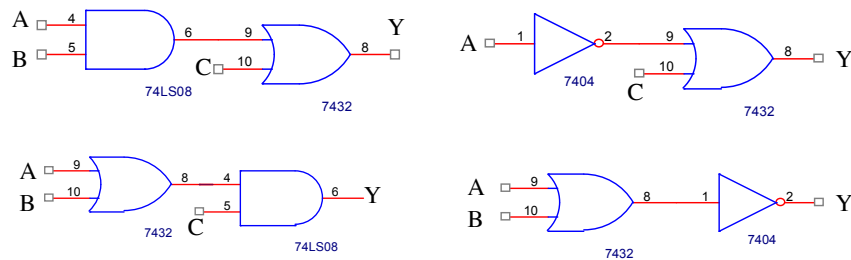 A 4 6 9 8 Y
B 5 C 10
74LS08 7432
A 1 2 9 8 Y
C 10
7404 7432
A 9 8 4 6 Y
B 10 C 5
7432 74LS08
A 9 8 1 2 Y
B 10
7432 7404